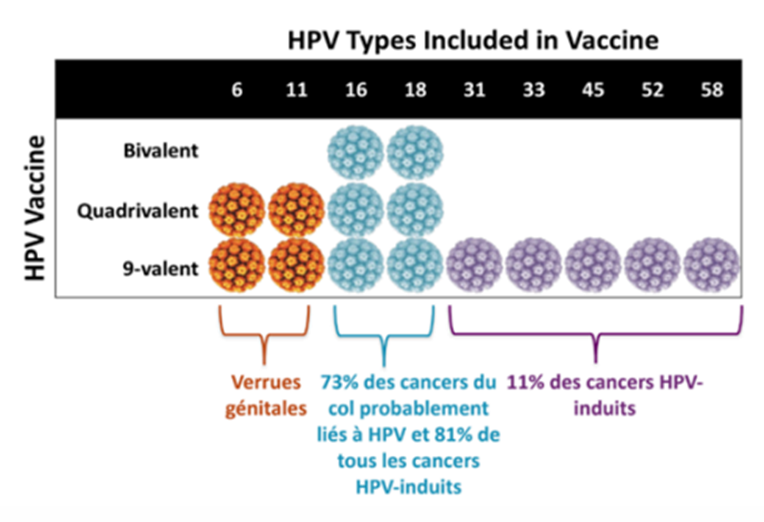 HPV Types Included in Vaccine
6 11 16 18 31 33 45 52 58
HPV Vaccine
Bivalent
Quadrivalent
9-valent
Verrues
génitales
73% des cancers du
col probablement
liés à HPV et 81% de
tous les cancers
HPV-induits
11% des cancers HPV-
induits